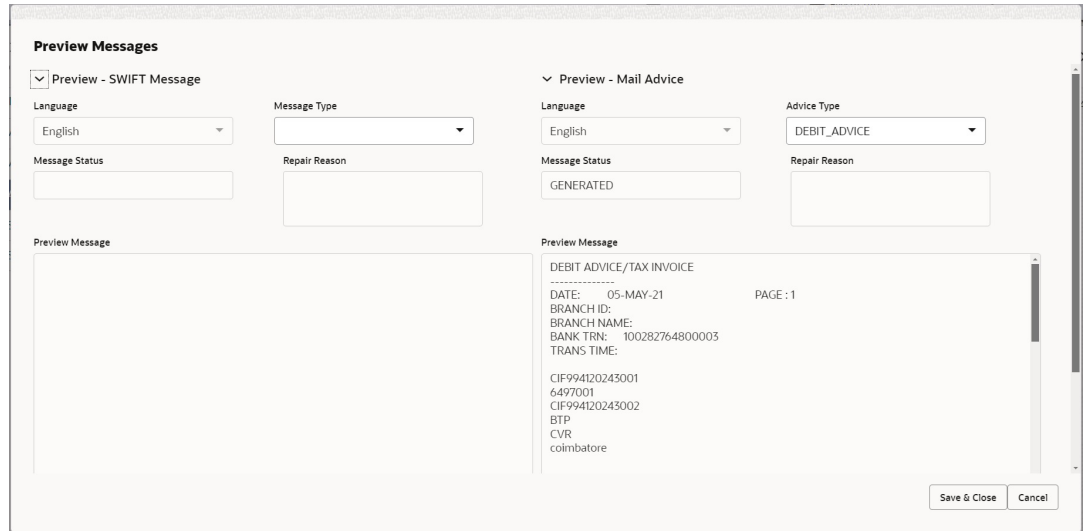 Preview Messages
Preview - SWIFT Message
Language
Message Type
English
Message Status
Repair Reason
Preview Message
Preview - Mail Advice
Language
Advice Type
English
DEBIT_ADVICE
Message Status
Repair Reason
GENERATED
Preview Message
DEBIT ADVICE/TAX INVOICE
--------------
DATE: 05-MAY-21 PAGE : 1
BRANCH ID:
BRANCH NAME:
BANK TRN: 100282764800003
TRANS TIME:
CIF994120243001
6497001
CIF994120243002
BTP
CVR
coimbatore
Save & Close
Cancel